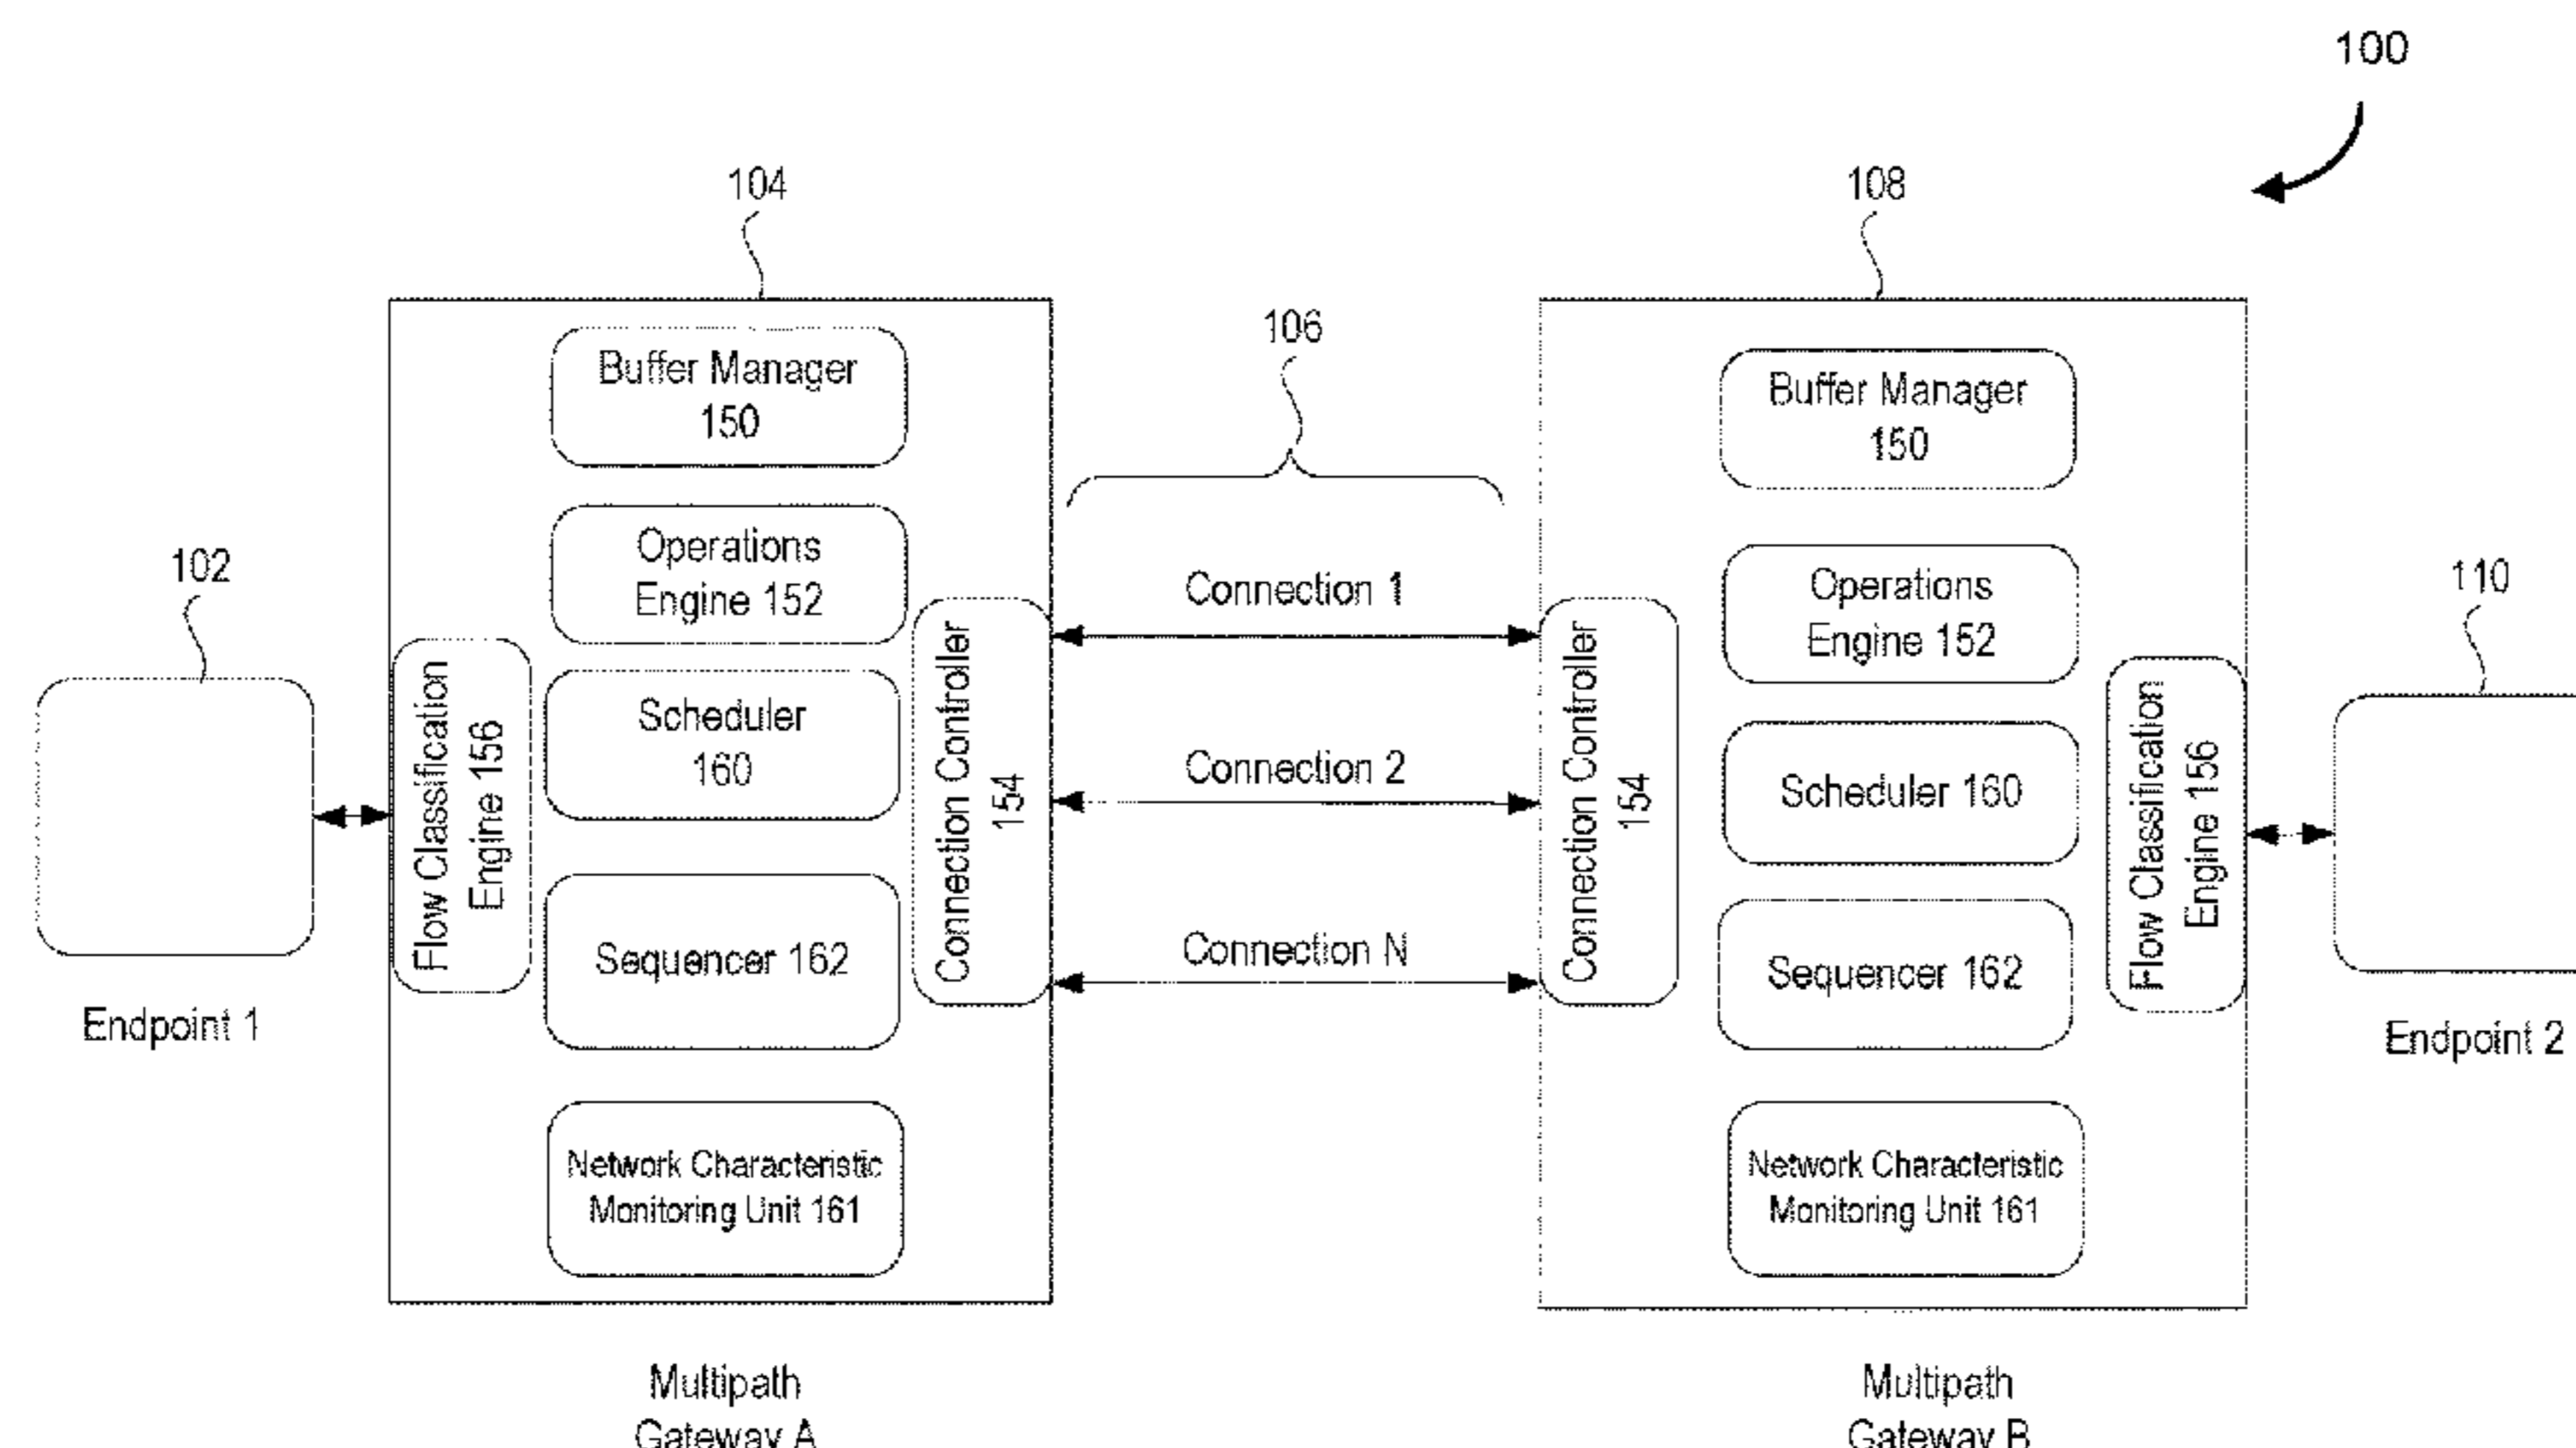 100
104
108
106
Buffer Manager
150
Buffer Manager
150
102
Operations
Engine 152
Connection 1
Operations
Engine 152
110
Flow Classification
Engine 156
Scheduler
160
Connection Controller
154
Connection 2
Connection Controller
154
Scheduler 160
Flow Classification
Engine 156
Sequencer 162
Connection N
Sequencer 162
Endpoint 1
Endpoint 2
Network Characteristic
Monitoring Unit 161
Network Characteristic
Monitoring Unit 161
Multipath
Gateway A
Multipath
Gateway B